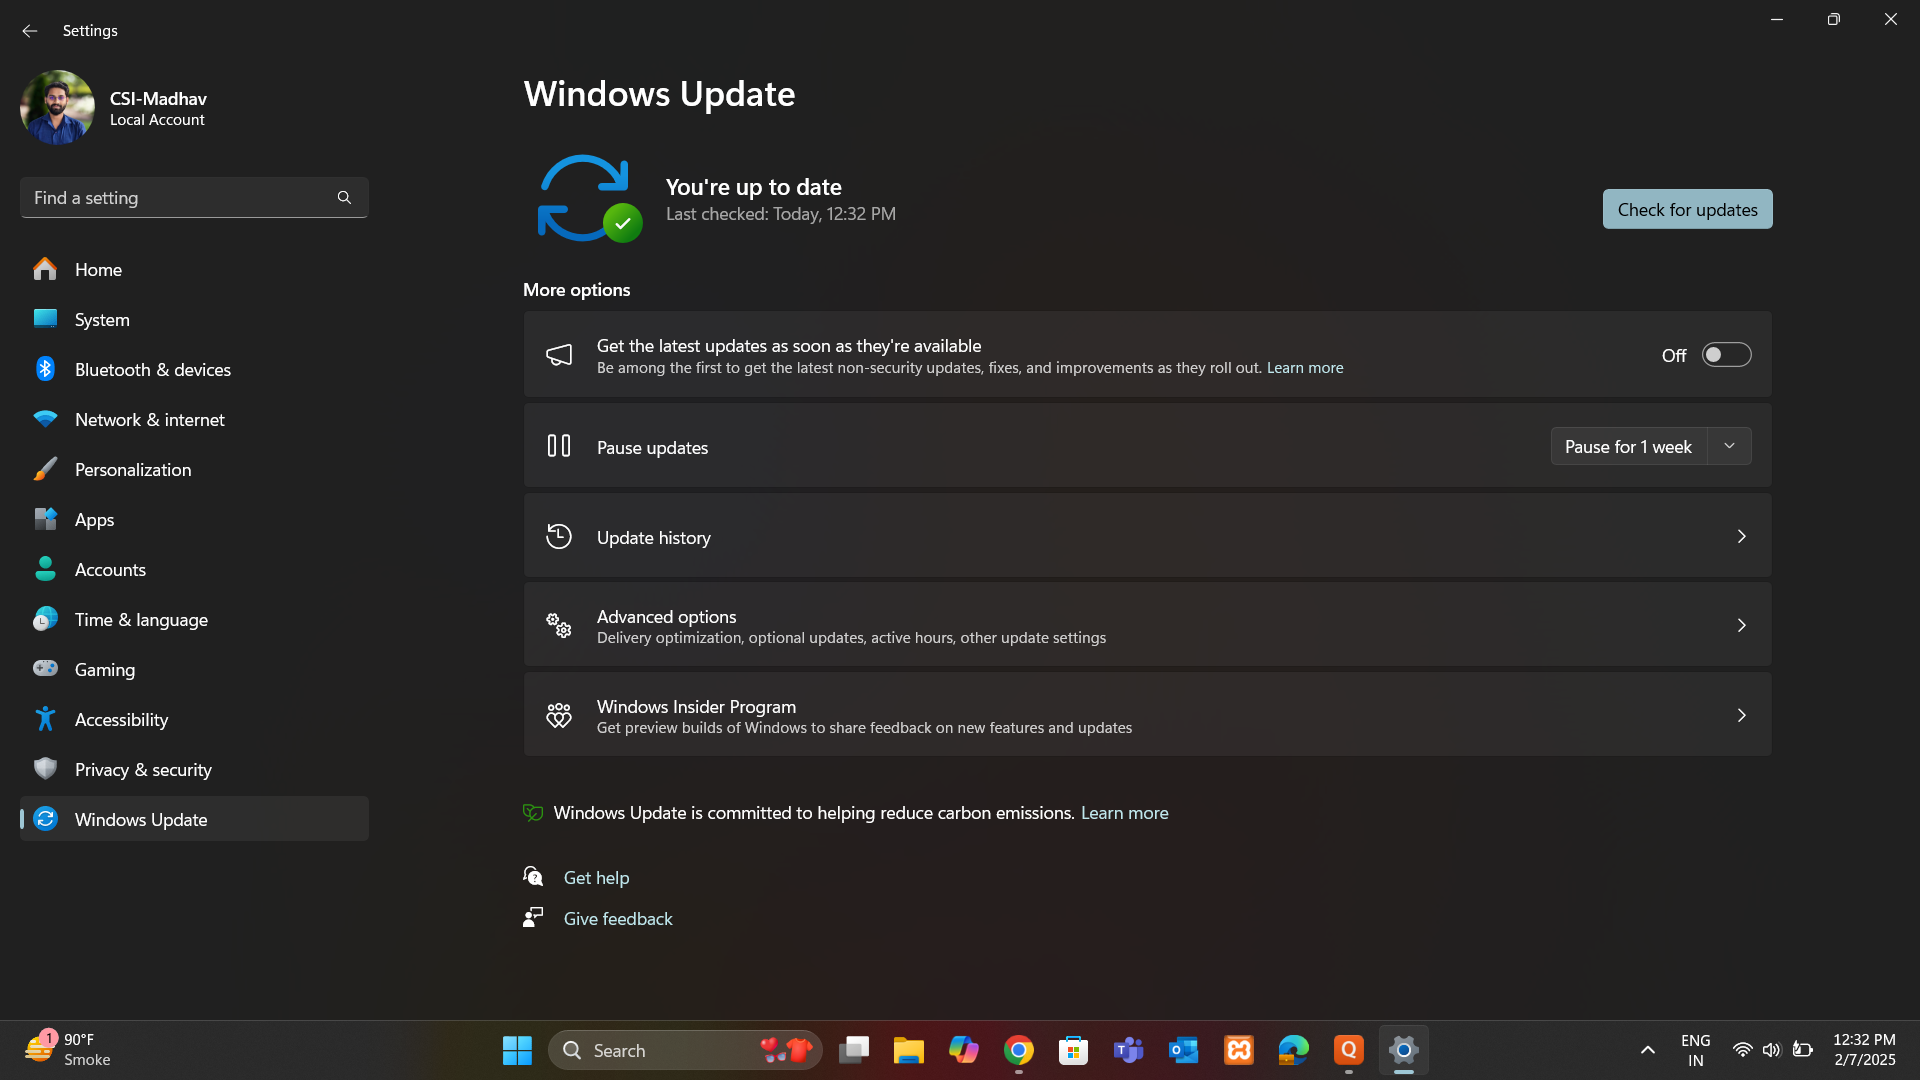 Settings
CSI-Madhav
Local Account
Find a setting
Home
System
Bluetooth & devices
Network & internet
Personalization
Apps
Accounts
Time & language
Gaming
Accessibility
Privacy & security
Windows Update
Windows Update
You're up to date
Last checked: Today, 12:32 PM
Check for updates
More options
Get the latest updates as soon as they're available
Be among the first to get the latest non-security updates, fixes, and improvements as they roll out. Learn more
Off
Pause updates
Pause for 1 week
Update history
Advanced options
Delivery optimization, optional updates, active hours, other update settings
Windows Insider Program
Get preview builds of Windows to share feedback on new features and updates
Windows Update is committed to helping reduce carbon emissions. Learn more
Get help
Give feedback
1
90°F
Smoke
Search
Q
ENG
IN
12:32 PM
2/7/2025